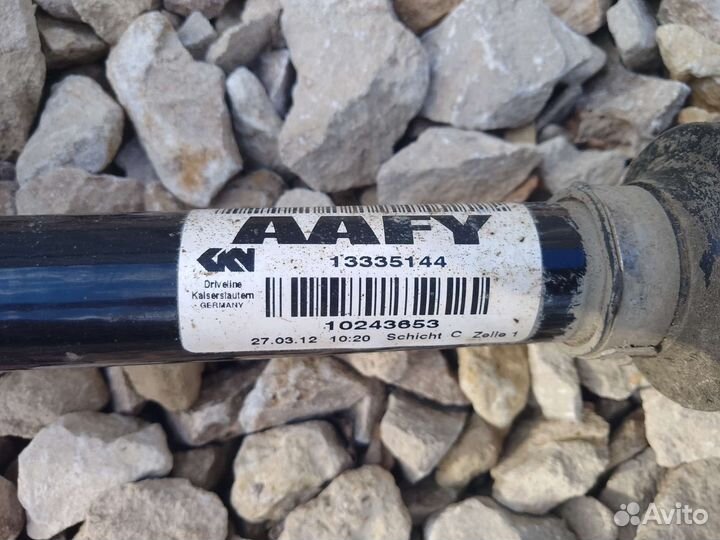 AAFY
13335144
GKN
Driveline
Kaiserslautern
GERMANY
10243653
27.03.12 10:20 Schicht C Zelle 1
Avito